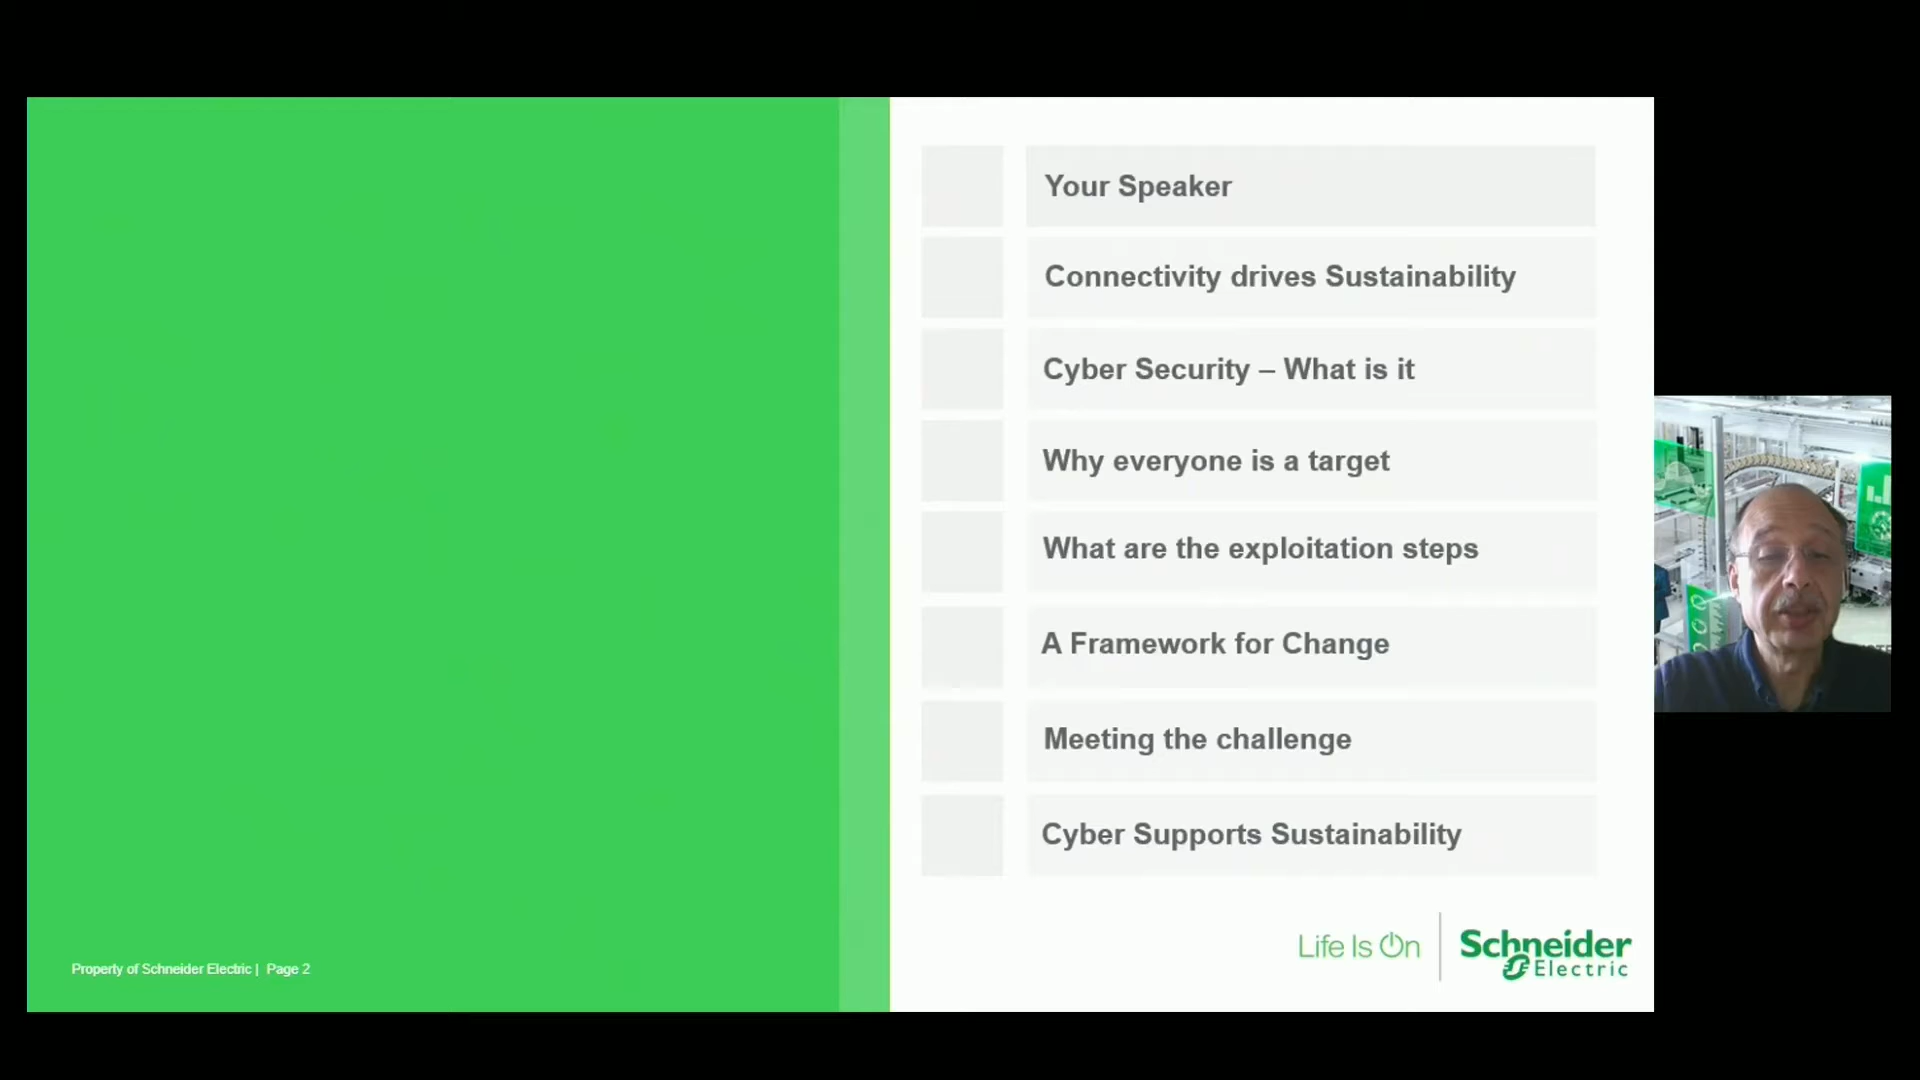 Your Speaker
Connectivity drives Sustainability
Cyber Security – What is it
Why everyone is a target
What are the exploitation steps
A Framework for Change
Meeting the challenge
Cyber Supports Sustainability
Life Is On
Schneider
Electric
Property of Schneider Electric | Page 2